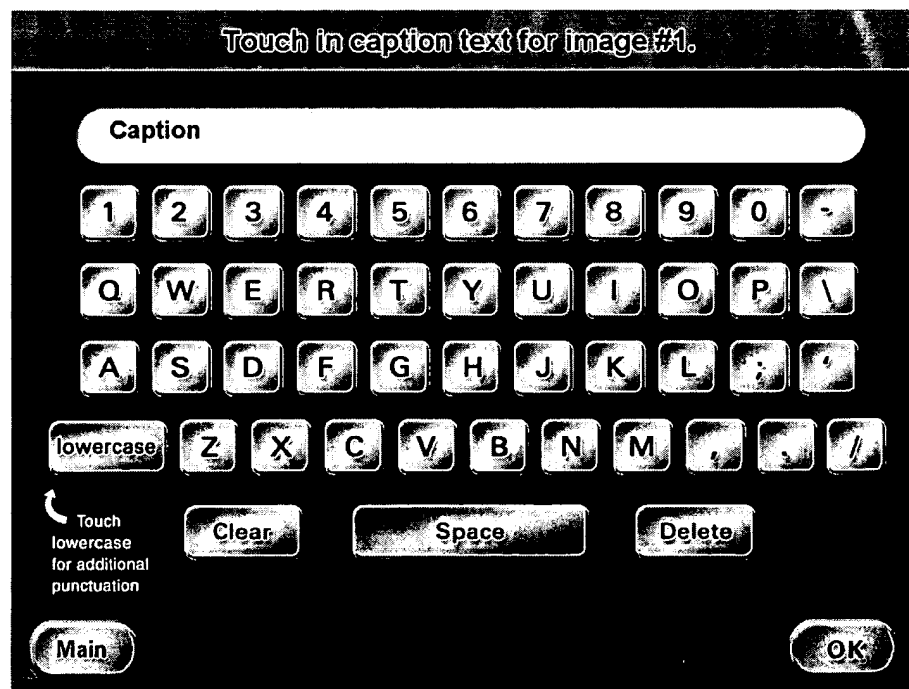 Touch in caption text for image #1.
Caption
1 2 3 4 5 6 7 8 9 0 -
Q W E R T Y U I O P \
A S D F G H J K L ; '
lowercase Z X C V B N M , . /
Touch
lowercase
for additional
punctuation
Clear Space Delete
Main OK